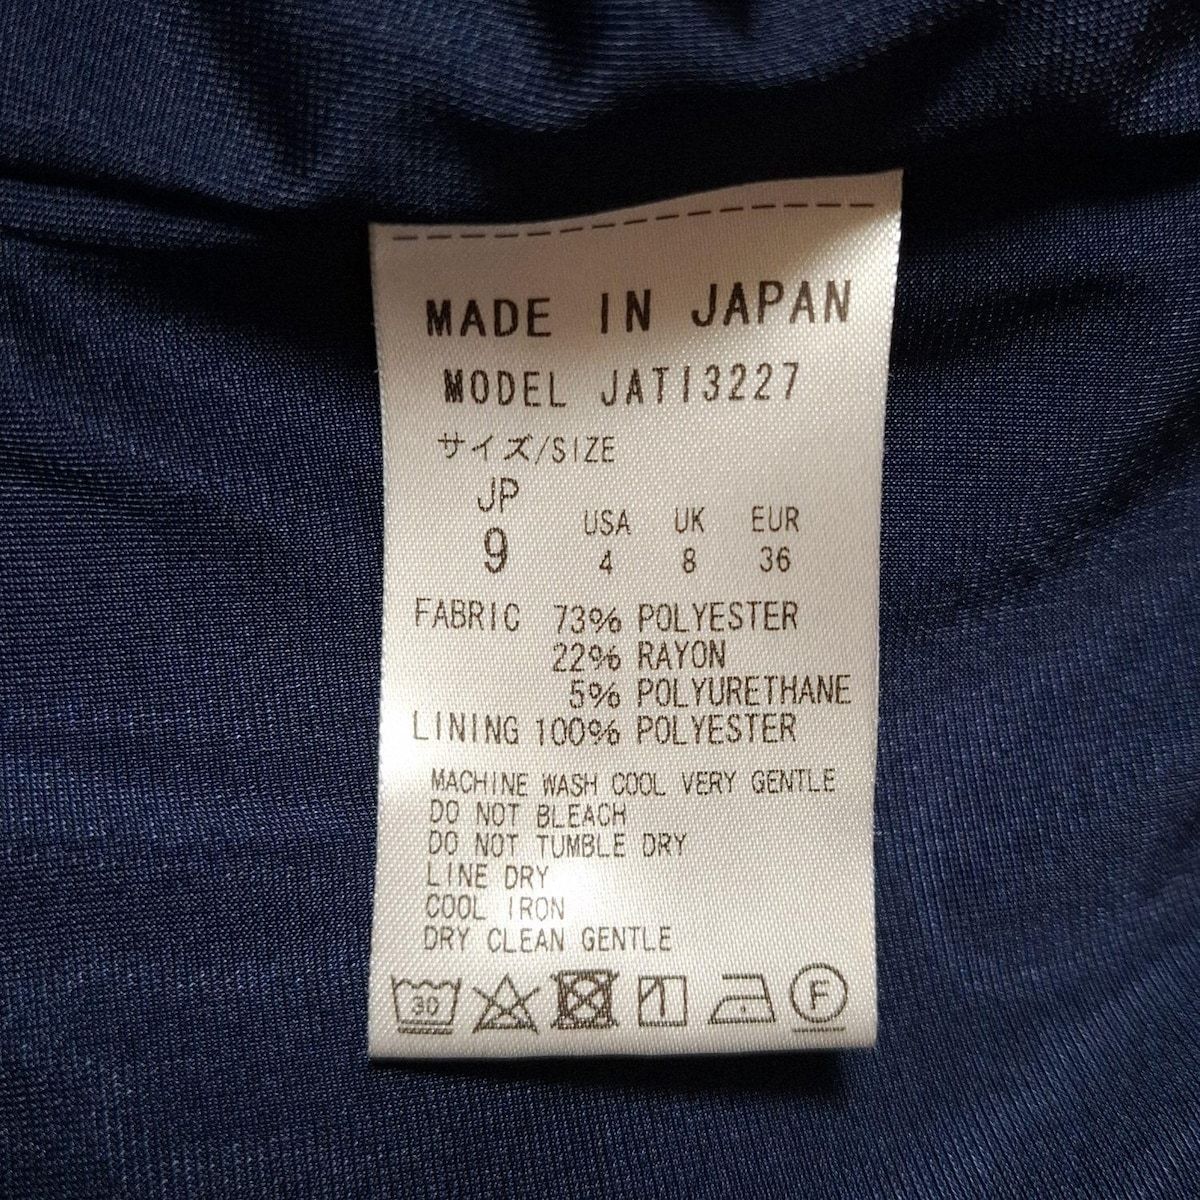 MADE IN JAPAN
MODEL JATI3227
サイズ/SIZE
JP USA UK EUR
9 4 8 36
FABRIC 73% POLYESTER
22% RAYON
5% POLYURETHANE
LINING 100% POLYESTER
MACHINE WASH COOL VERY GENTLE
DO NOT BLEACH
DO NOT TUMBLE DRY
LINE DRY
COOL IRON
DRY CLEAN GENTLE
30 F